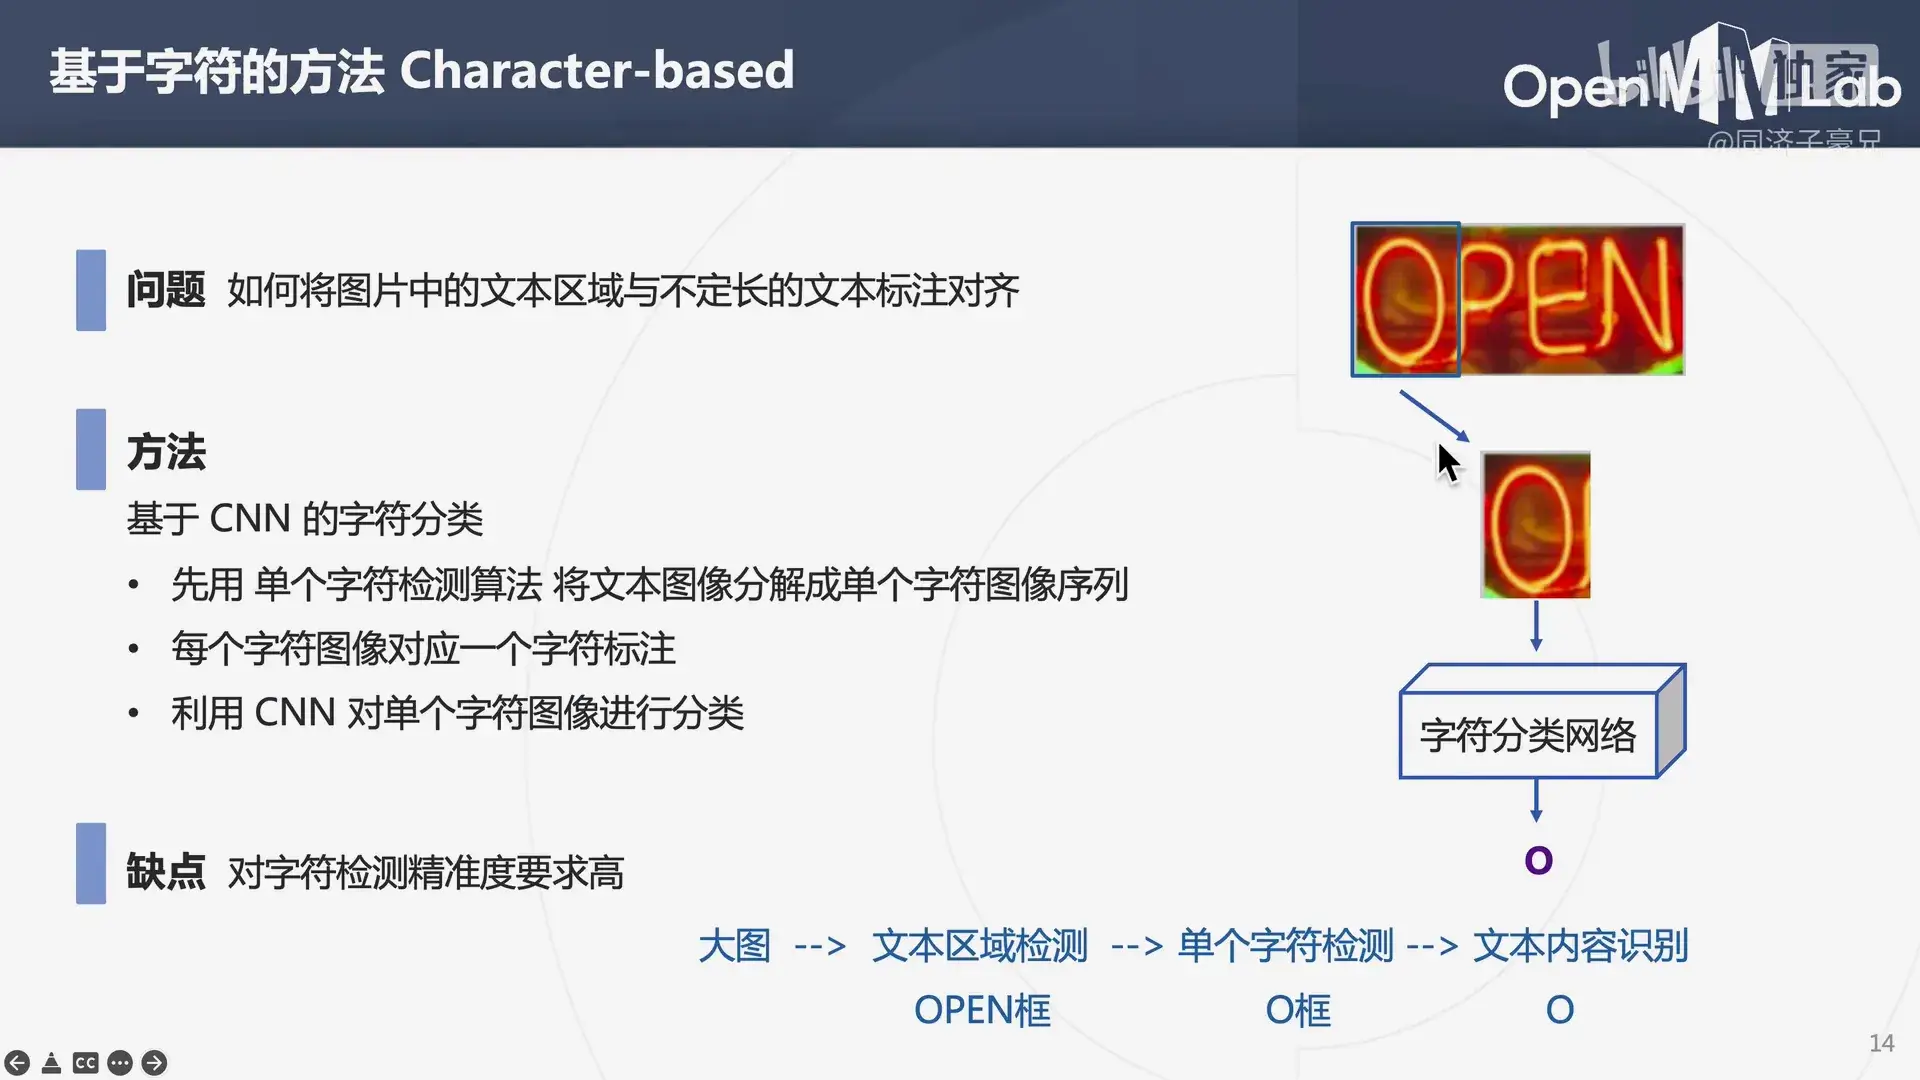 基于字符的方法 Character-based
OpenMMLab
bilibili 独家
@同济子豪兄
问题 如何将图片中的文本区域与不定长的文本标注对齐
OPEN
方法
基于 CNN 的字符分类
• 先用 单个字符检测算法 将文本图像分解成单个字符图像序列
• 每个字符图像对应一个字符标注
• 利用 CNN 对单个字符图像进行分类
O
字符分类网络
O
缺点 对字符检测精准度要求高
大图 --> 文本区域检测 --> 单个字符检测 --> 文本内容识别
OPEN框 O框 O
14
CC